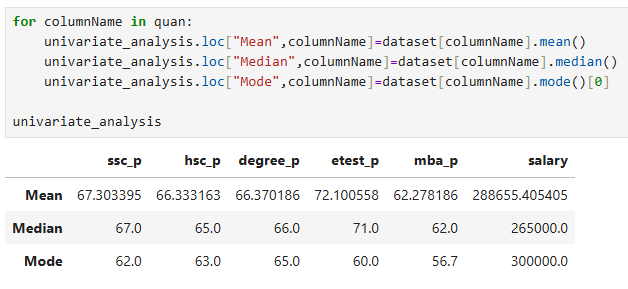 for columnName in quan:
    univariate_analysis.loc["Mean",columnName]=dataset[columnName].mean()
    univariate_analysis.loc["Median",columnName]=dataset[columnName].median()
    univariate_analysis.loc["Mode",columnName]=dataset[columnName].mode()[0]
univariate_analysis
ssc_p hsc_p degree_p etest_p mba_p salary
Mean 67.303395 66.333163 66.370186 72.100558 62.278186 288655.405405
Median 67.0 65.0 66.0 71.0 62.0 265000.0
Mode 62.0 63.0 65.0 60.0 56.7 300000.0